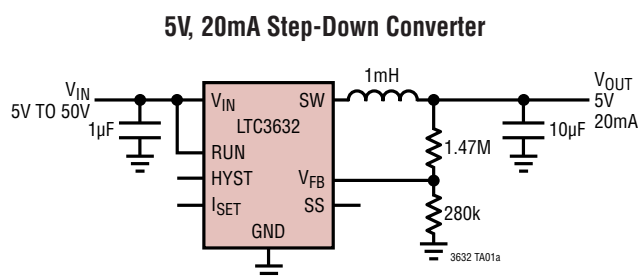 5V, 20mA Step-Down Converter
VIN
5V TO 50V
1µF
VIN
SW
LTC3632
RUN
HYST
VFB
ISET
SS
GND
1mH
1.47M
280k
10µF
VOUT
5V
20mA
3632 TA01a